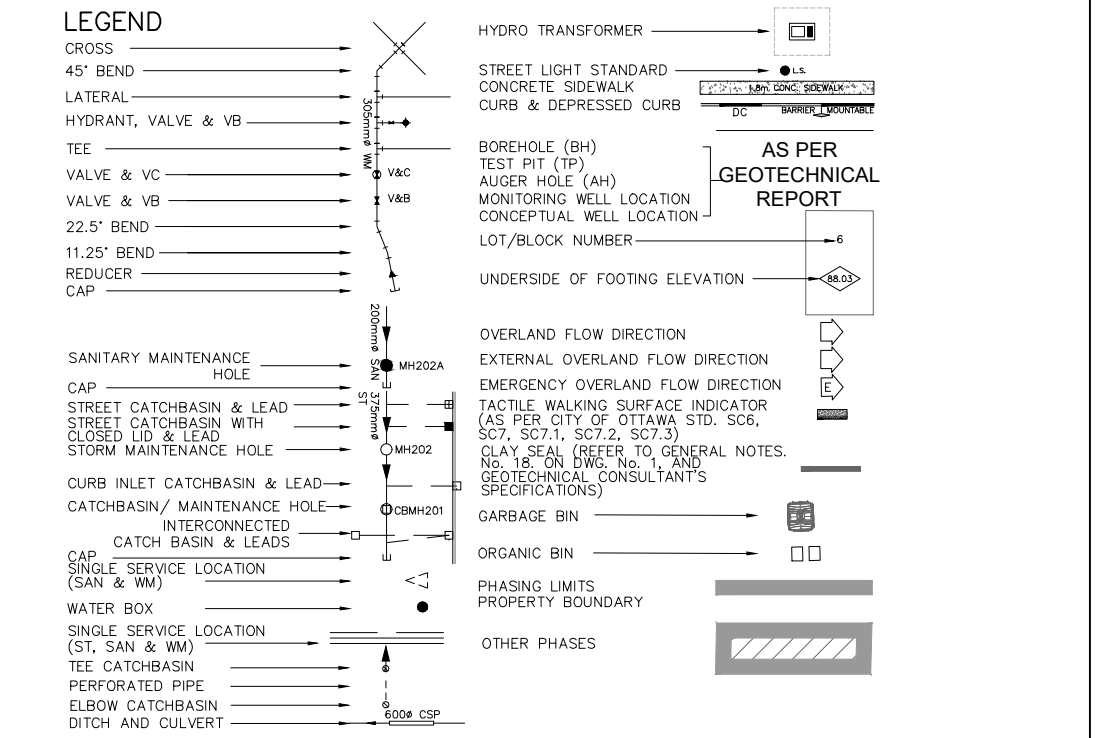 LEGEND
CROSS
45° BEND
LATERAL
HYDRANT, VALVE & VB
TEE
VALVE & VC
VALVE & VB
22.5° BEND
11.25° BEND
REDUCER
CAP
305mmø WM
V&C
V&B
200mmø SAN
SANITARY MAINTENANCE
HOLE
MH202A
CAP
375mmø
ST
STREET CATCHBASIN & LEAD
STREET CATCHBASIN WITH
CLOSED LID & LEAD
STORM MAINTENANCE HOLE
MH202
CURB INLET CATCHBASIN & LEAD
CATCHBASIN/ MAINTENANCE HOLE
CBMH201
INTERCONNECTED
CATCH BASIN & LEADS
CAP
SINGLE SERVICE LOCATION
(SAN & WM)
WATER BOX
SINGLE SERVICE LOCATION
(ST, SAN & WM)
TEE CATCHBASIN
PERFORATED PIPE
ELBOW CATCHBASIN
DITCH AND CULVERT
600ø CSP
HYDRO TRANSFORMER
STREET LIGHT STANDARD
L.S.
CONCRETE SIDEWALK
1.8m. CONC. SIDEWALK
CURB & DEPRESSED CURB
DC
BARRIER
MOUNTABLE
BOREHOLE (BH)
TEST PIT (TP)
AUGER HOLE (AH)
MONITORING WELL LOCATION
CONCEPTUAL WELL LOCATION
AS PER
GEOTECHNICAL
REPORT
LOT/BLOCK NUMBER
6
UNDERSIDE OF FOOTING ELEVATION
88.03
OVERLAND FLOW DIRECTION
EXTERNAL OVERLAND FLOW DIRECTION
EMERGENCY OVERLAND FLOW DIRECTION
E
TACTILE WALKING SURFACE INDICATOR
(AS PER CITY OF OTTAWA STD. SC6,
SC7, SC7.1, SC7.2, SC7.3)
CLAY SEAL (REFER TO GENERAL NOTES.
No. 18. ON DWG. No. 1, AND
GEOTECHNICAL CONSULTANT'S
SPECIFICATIONS)
GARBAGE BIN
ORGANIC BIN
PHASING LIMITS
PROPERTY BOUNDARY
OTHER PHASES